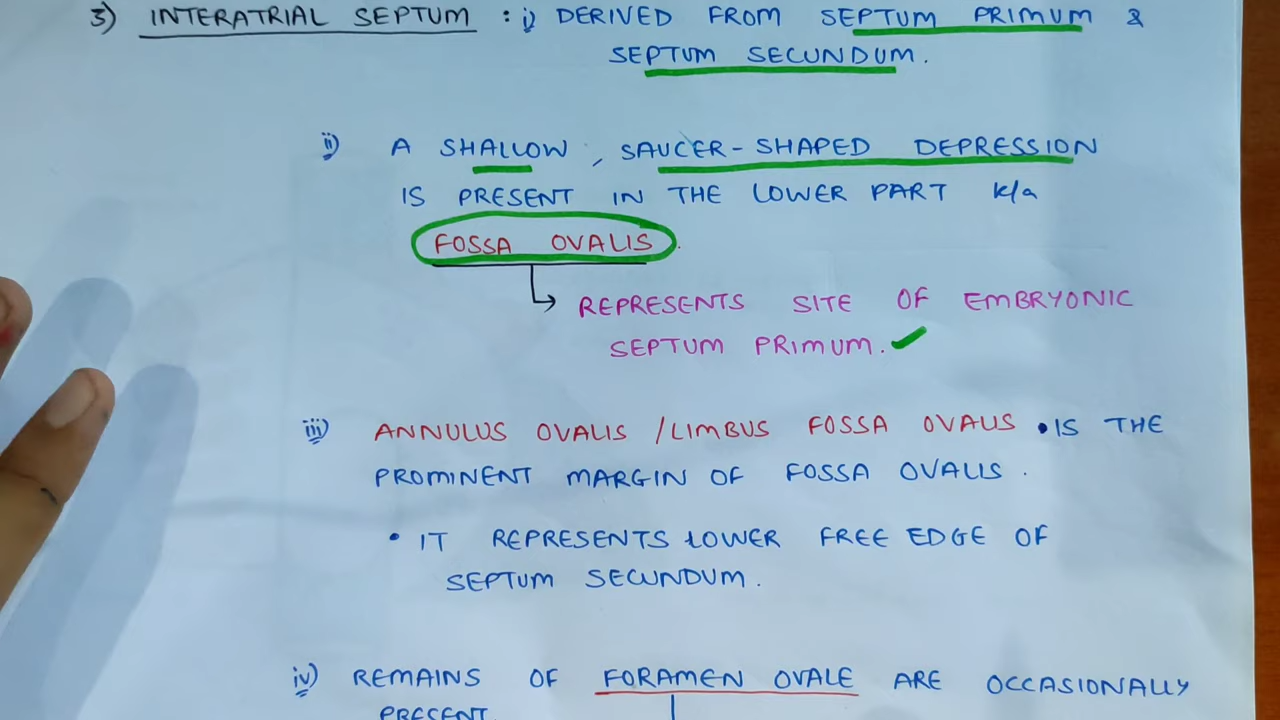 3) INTERATRIAL SEPTUM : i) DERIVED FROM SEPTUM PRIMUM &
SEPTUM SECUNDUM.
ii) A SHALLOW, SAUCER-SHAPED DEPRESSION
IS PRESENT IN THE LOWER PART k/a
FOSSA OVALIS.
REPRESENTS SITE OF EMBRYONIC
SEPTUM PRIMUM.
iii) ANNULUS OVALIS / LIMBUS FOSSA OVALIS • IS THE
PROMINENT MARGIN OF FOSSA OVALIS.
• IT REPRESENTS LOWER FREE EDGE OF
SEPTUM SECUNDUM.
iv) REMAINS OF FORAMEN OVALE ARE OCCASIONALLY
PRESENT